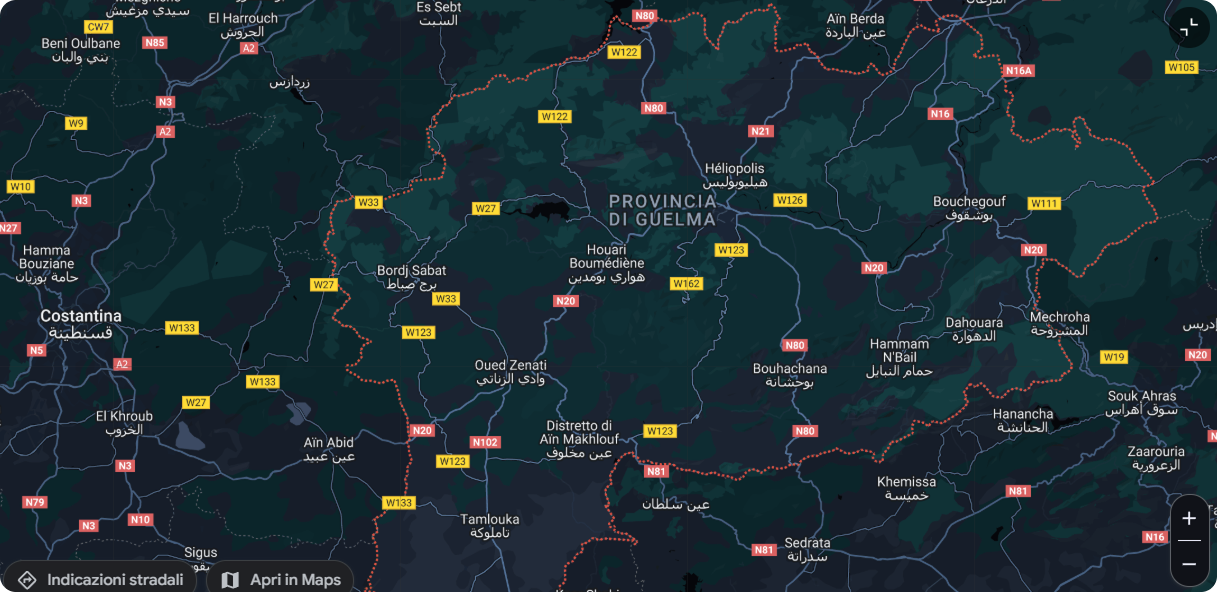 سيدي مزغيش
El Harrouch
الحروش
Es Sebt
السبت
N80
Aïn Berda
عين الباردة
CW7
N85
A2
Beni Oulbane
بني والبان
W122
N16A
W105
زردازس
N3
A2
W9
W122
N80
N21
N16
Héliopolis
هيليوبوليس
W10
N3
W33
W27
PROVINCIA
DI GUELMA
W126
Bouchegouf
بوشقوف
W111
N27
Hamma
Bouziane
حامة بوزيان
Houari
Boumédiène
هواري بومدين
W123
N20
N20
Bordj Sabat
برج صباط
W27
W33
W162
N20
Costantina
قسنطينة
W133
W123
Dahouara
الدهوارة
Mechroha
المشروحة
N5
A2
N80
Hammam
N'Bail
حمام النبايل
W19
N20
W133
Oued Zenati
وادي الزناتي
Bouhachana
بوحشانة
W27
Souk Ahras
سوق أهراس
El Khroub
الخروب
Aïn Abid
عين عبيد
N20
N102
Distretto di
Aïn Makhlouf
عين مخلوف
W123
N80
Hanancha
الحنانشة
N3
W123
N81
Zaarouria
الزعرورية
N79
W133
عين سلطان
Khemissa
خميسة
N81
N3
N10
Tamlouka
تاملوكة
N16
Sigus
N81
Sedrata
سدراتة
+
−
Indicazioni stradali
Apri in Maps